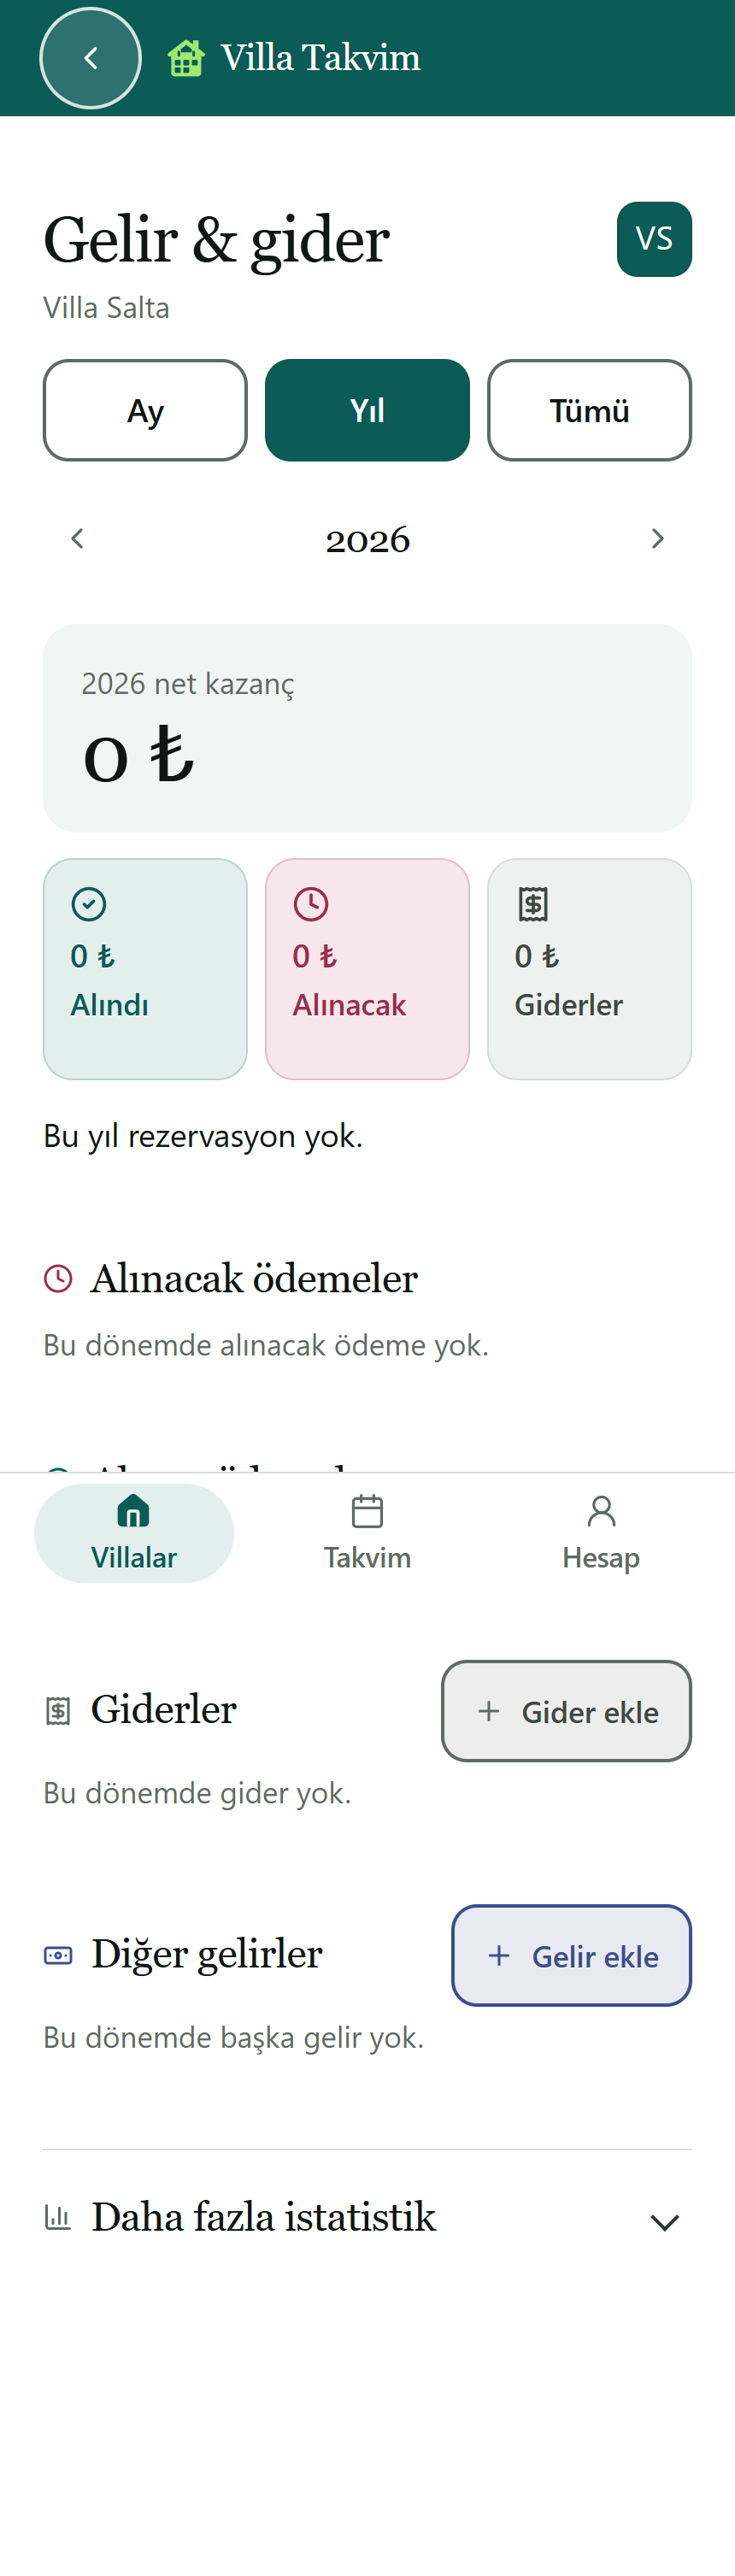 Villa Takvim
Gelir & gider
VS
Villa Salta
Ay
Yıl
Tümü
2026
2026 net kazanç
0 ₺
0 ₺
Alındı
0 ₺
Alınacak
0 ₺
Giderler
Bu yıl rezervasyon yok.
Alınacak ödemeler
Bu dönemde alınacak ödeme yok.
Villalar
Takvim
Hesap
Giderler
Gider ekle
Bu dönemde gider yok.
Diğer gelirler
Gelir ekle
Bu dönemde başka gelir yok.
Daha fazla istatistik